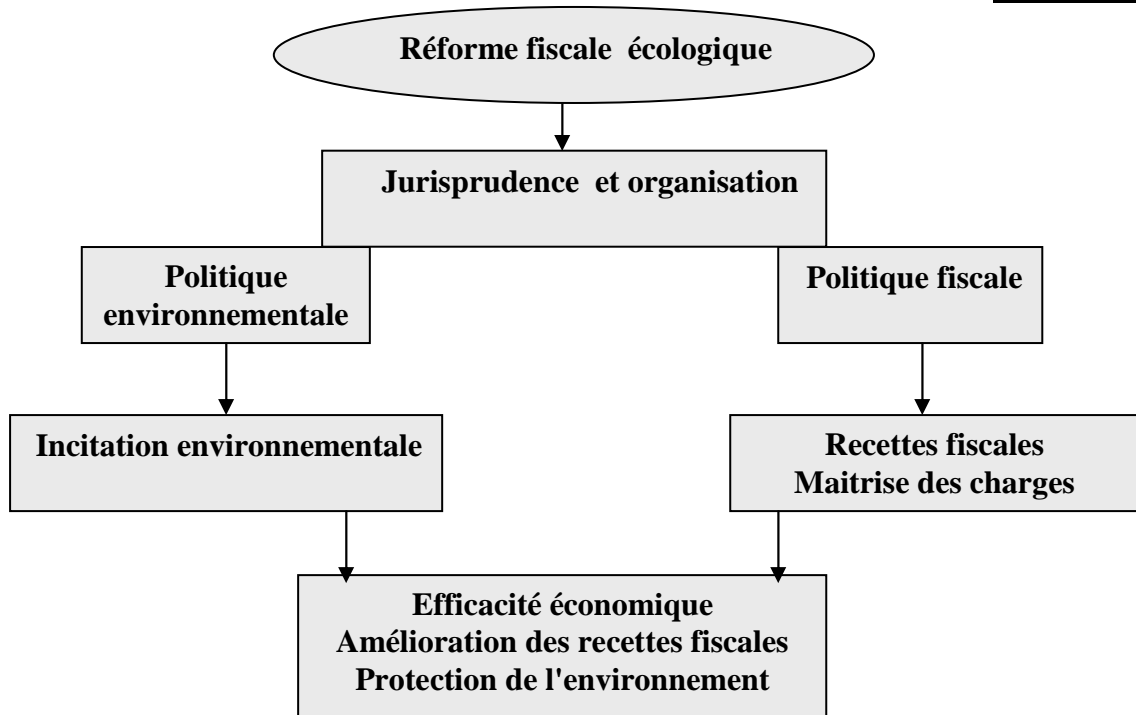 Réforme fiscale écologique
Jurisprudence et organisation
Politique
environnementale
Politique fiscale
Incitation environnementale
Recettes fiscales
Maitrise des charges
Efficacité économique
Amélioration des recettes fiscales
Protection de l'environnement